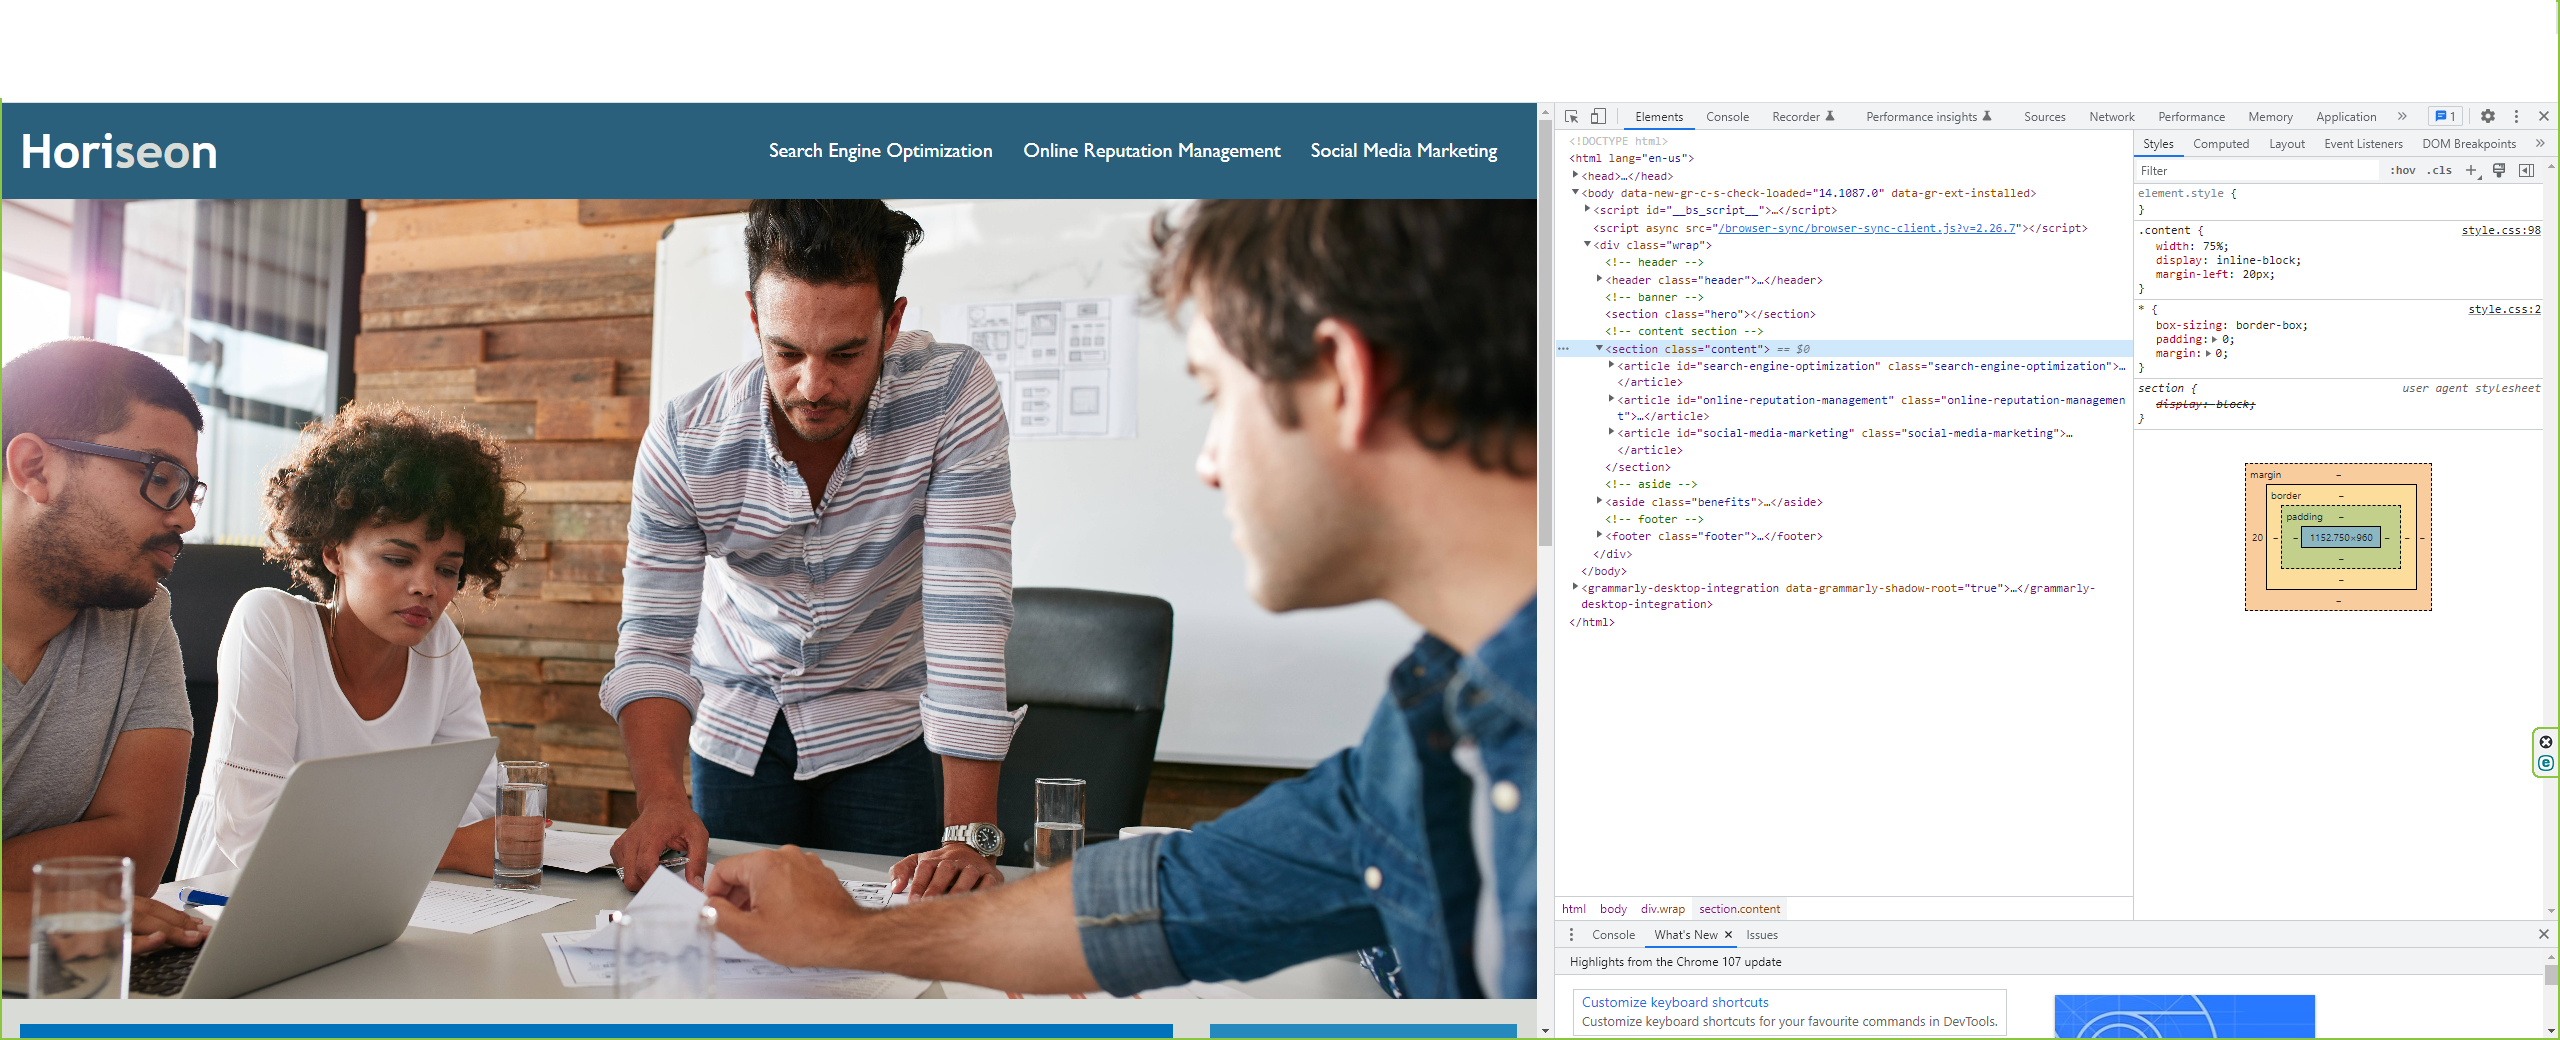 Horiseon
Search Engine Optimization Online Reputation Management Social Media Marketing
Elements Console Recorder Performance insights Sources Network Performance Memory Application » 1
<!DOCTYPE html>
<html lang="en-us">
<head>…</head>
<body data-new-gr-c-s-check-loaded="14.1087.0" data-gr-ext-installed>
<script id="__bs_script__">…</script>
<script async src="/browser-sync/browser-sync-client.js?v=2.26.7"></script>
<div class="wrap">
<!-- header -->
<header class="header">…</header>
<!-- banner -->
<section class="hero"></section>
<!-- content section -->
<section class="content"> == $0
<article id="search-engine-optimization" class="search-engine-optimization">…
</article>
<article id="online-reputation-management" class="online-reputation-managemen
t">…</article>
<article id="social-media-marketing" class="social-media-marketing">…
</article>
</section>
<!-- aside -->
<aside class="benefits">…</aside>
<!-- footer -->
<footer class="footer">…</footer>
</div>
</body>
<grammarly-desktop-integration data-grammarly-shadow-root="true">…</grammarly-
desktop-integration>
</html>
html body div.wrap section.content
Styles Computed Layout Event Listeners DOM Breakpoints »
Filter :hov .cls +
element.style {
}
.content { style.css:98
width: 75%;
display: inline-block;
margin-left: 20px;
}
* { style.css:2
box-sizing: border-box;
padding: 0;
margin: 0;
}
section { user agent stylesheet
display: block;
}
margin –
border –
padding –
20 – – 1152.750×960 – – –
–
–
–
Console What's New Issues
Highlights from the Chrome 107 update
Customize keyboard shortcuts
Customize keyboard shortcuts for your favourite commands in DevTools.